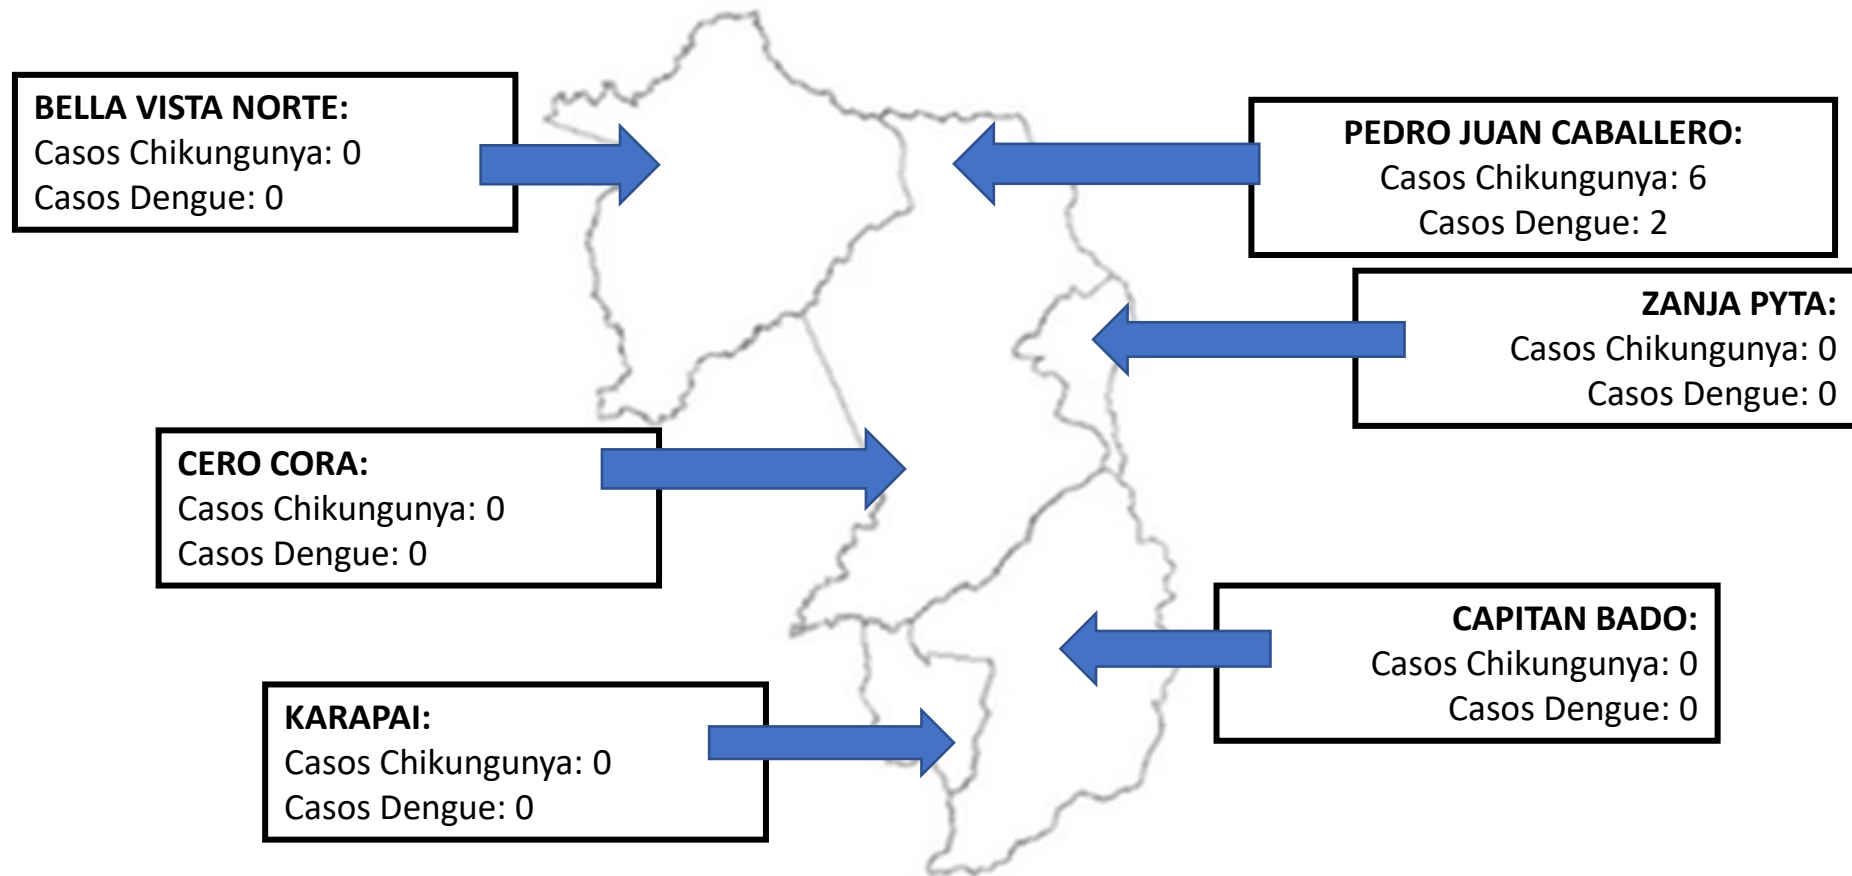 BELLA VISTA NORTE:
Casos Chikungunya: 0
Casos Dengue: 0
PEDRO JUAN CABALLERO:
Casos Chikungunya: 6
Casos Dengue: 2
ZANJA PYTA:
Casos Chikungunya: 0
Casos Dengue: 0
CERO CORA:
Casos Chikungunya: 0
Casos Dengue: 0
CAPITAN BADO:
Casos Chikungunya: 0
Casos Dengue: 0
KARAPAI:
Casos Chikungunya: 0
Casos Dengue: 0